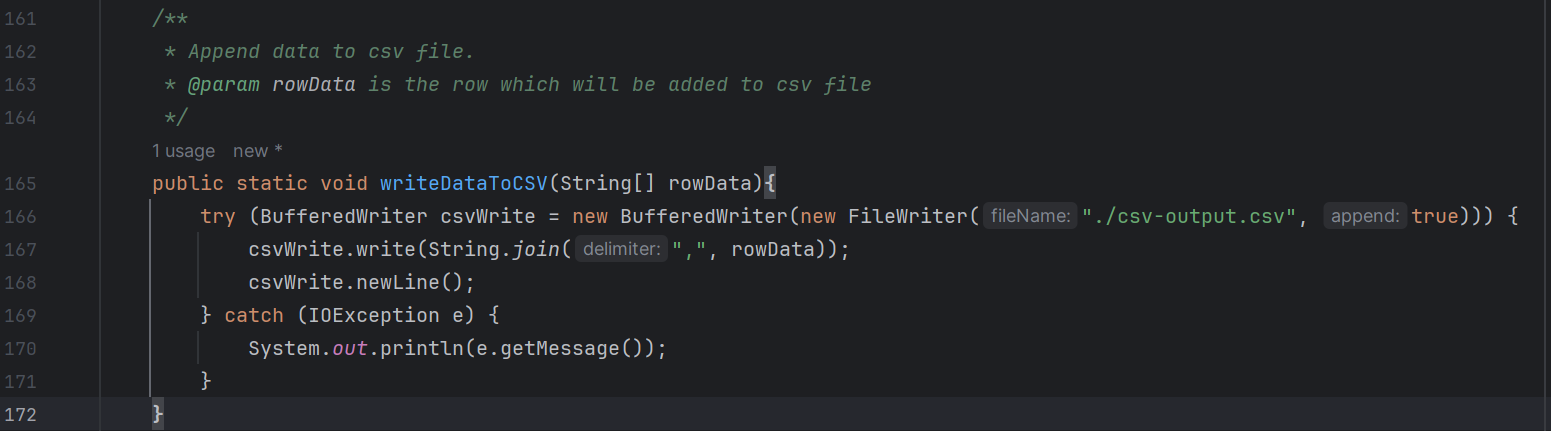 161 /**
162 * Append data to csv file.
163 * @param rowData is the row which will be added to csv file
164 */
1 usage new *
165 public static void writeDataToCSV(String[] rowData){
166 try (BufferedWriter csvWrite = new BufferedWriter(new FileWriter( fileName: "./csv-output.csv", append: true))) {
167 csvWrite.write(String.join( delimiter: ",", rowData));
168 csvWrite.newLine();
169 } catch (IOException e) {
170 System.out.println(e.getMessage());
171 }
172 }